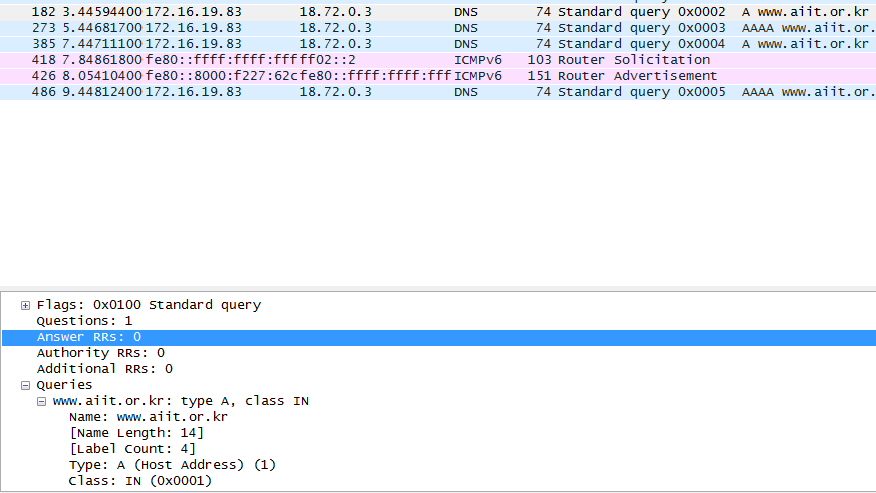 182 3.44594400 172.16.19.83 18.72.0.3 DNS 74 Standard query 0x0002 A www.aiit.or.kr
273 5.44681700 172.16.19.83 18.72.0.3 DNS 74 Standard query 0x0003 AAAA www.aiit.or.
385 7.44711100 172.16.19.83 18.72.0.3 DNS 74 Standard query 0x0004 A www.aiit.or.kr
418 7.84861800 fe80::ffff:ffff:fffff02::2 ICMPv6 103 Router Solicitation
426 8.05410400 fe80::8000:f227:62cfe80::ffff:ffff:fff ICMPv6 151 Router Advertisement
486 9.44812400 172.16.19.83 18.72.0.3 DNS 74 Standard query 0x0005 AAAA www.aiit.or.
Flags: 0x0100 Standard query
Questions: 1
Answer RRs: 0
Authority RRs: 0
Additional RRs: 0
Queries
www.aiit.or.kr: type A, class IN
Name: www.aiit.or.kr
[Name Length: 14]
[Label Count: 4]
Type: A (Host Address) (1)
Class: IN (0x0001)